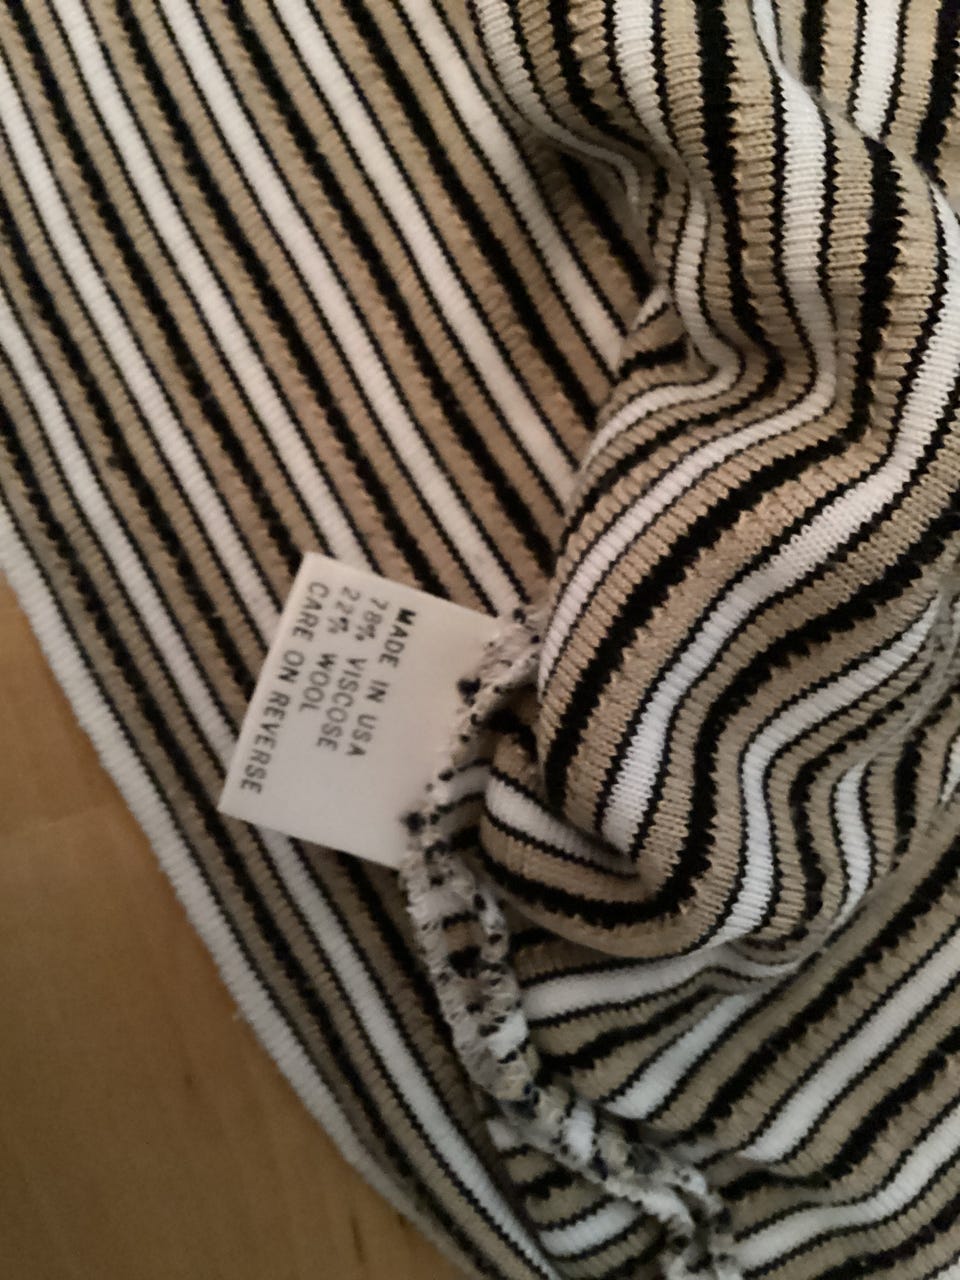 MADE IN USA
78% VISCOSE
22% WOOL
CARE ON REVERSE